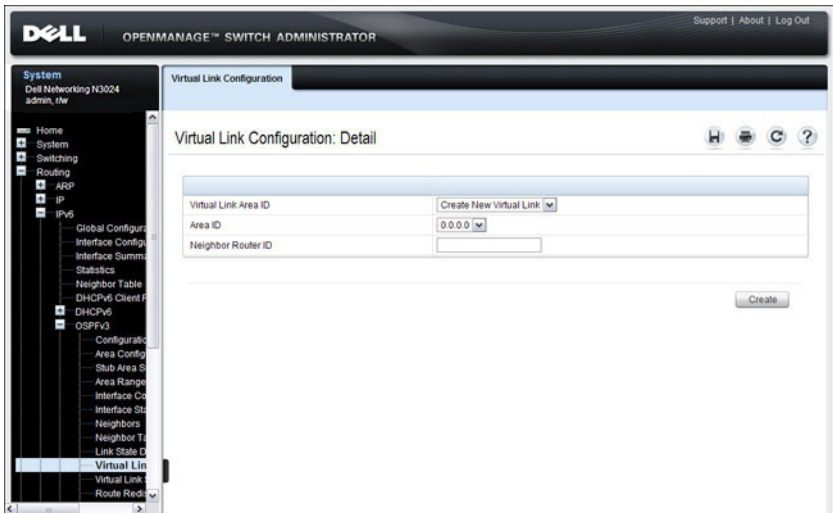 Support | About | Log Out
DELL
OPENMANAGE™ SWITCH ADMINISTRATOR
System
Dell Networking N3024
admin, r/w
Virtual Link Configuration
Home
System
Switching
Routing
ARP
IP
IPv6
Global Configura
Interface Configu
Interface Summa
Statistics
Neighbor Table
DHCPv6 Client P
DHCPv6
OSPFv3
Configuratio
Area Config
Stub Area S
Area Range
Interface Co
Interface Sta
Neighbors
Neighbor Ta
Link State D
Virtual Lin
Virtual Link S
Route Redis
Virtual Link Configuration: Detail
Virtual Link Area ID
Create New Virtual Link
Area ID
0.0.0.0
Neighbor Router ID
Create